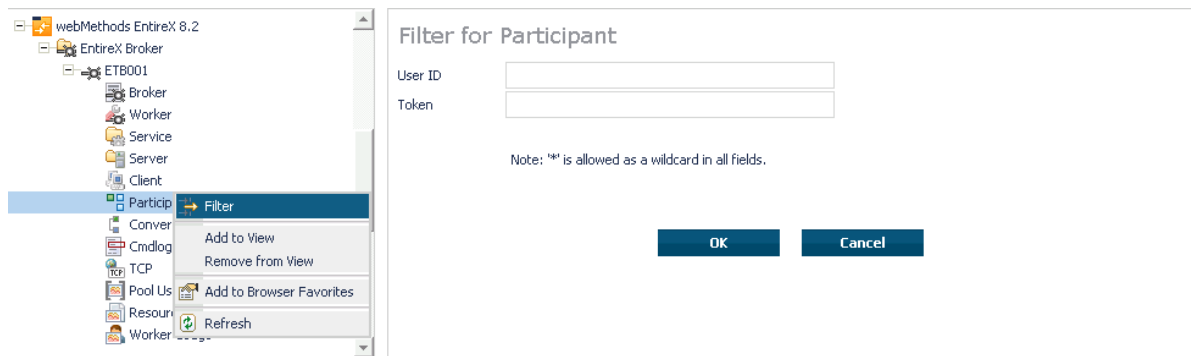 webMethods EntireX 8.2
EntireX Broker
ETB001
Broker
Worker
Service
Server
Client
Particip
Filter
Conver
Add to View
Cmdlog
Remove from View
TCP
TCP
Pool Us
Add to Browser Favorites
Resour
Refresh
Worker
Filter for Participant
User ID
Token
Note: '*' is allowed as a wildcard in all fields.
OK
Cancel